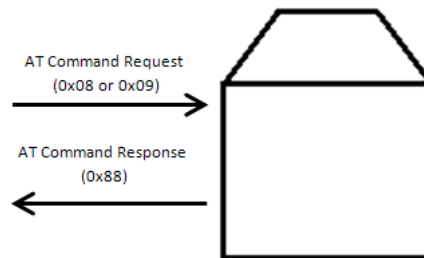 AT Command Request
(0x08 or 0x09)
AT Command Response
(0x88)